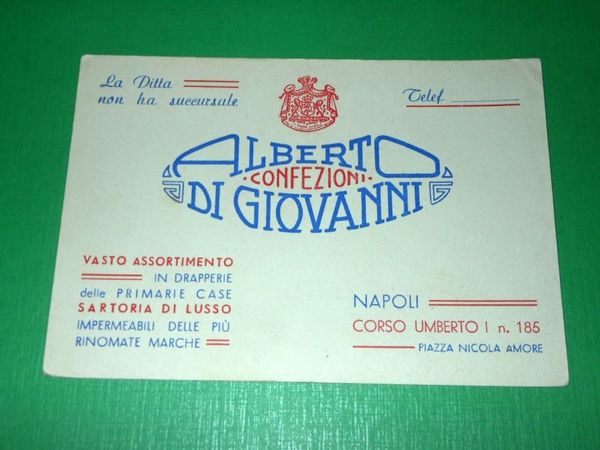 La Ditta
non ha succursale
Telef.
ALBERTO
·CONFEZIONI·
DI GIOVANNI
VASTO ASSORTIMENTO
IN DRAPPERIE
delle PRIMARIE CASE
SARTORIA DI LUSSO
IMPERMEABILI DELLE PIÙ
RINOMATE MARCHE
NAPOLI
CORSO UMBERTO I n. 185
PIAZZA NICOLA AMORE